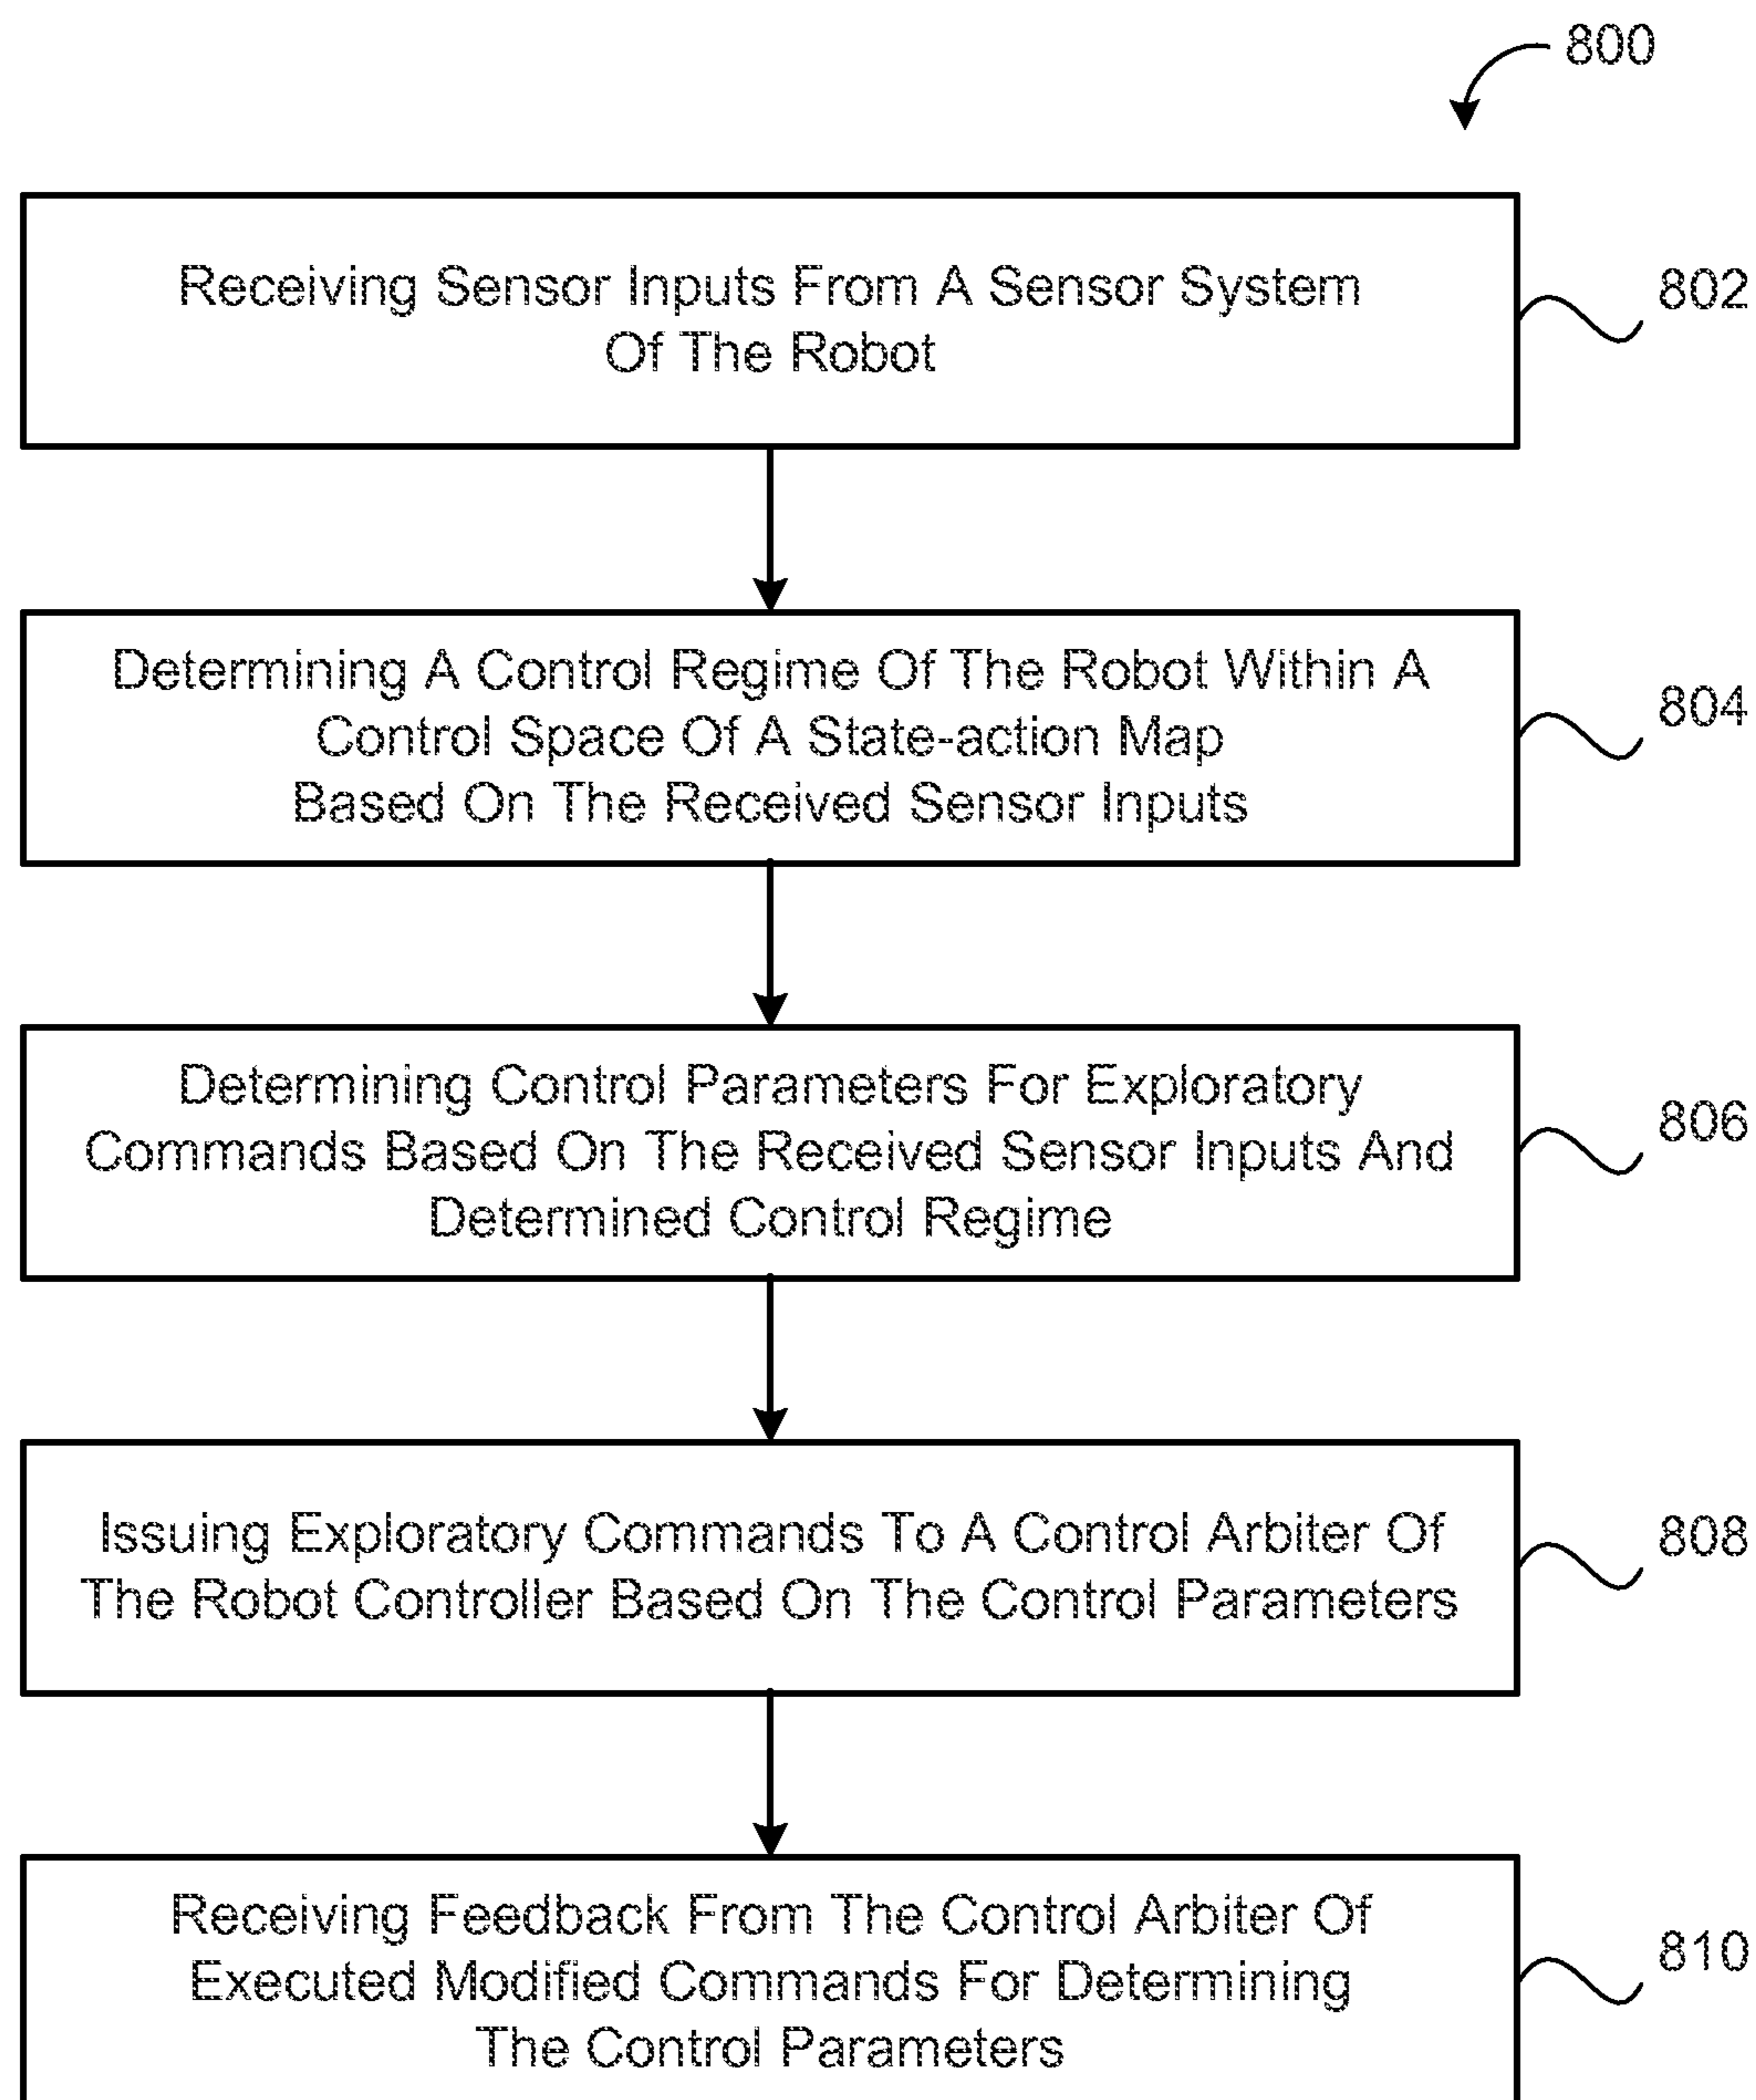 800
Receiving Sensor Inputs From A Sensor System
Of The Robot
802
Determining A Control Regime Of The Robot Within A
Control Space Of A State-action Map
Based On The Received Sensor Inputs
804
Determining Control Parameters For Exploratory
Commands Based On The Received Sensor Inputs And
Determined Control Regime
806
Issuing Exploratory Commands To A Control Arbiter Of
The Robot Controller Based On The Control Parameters
808
Receiving Feedback From The Control Arbiter Of
Executed Modified Commands For Determining
The Control Parameters
810